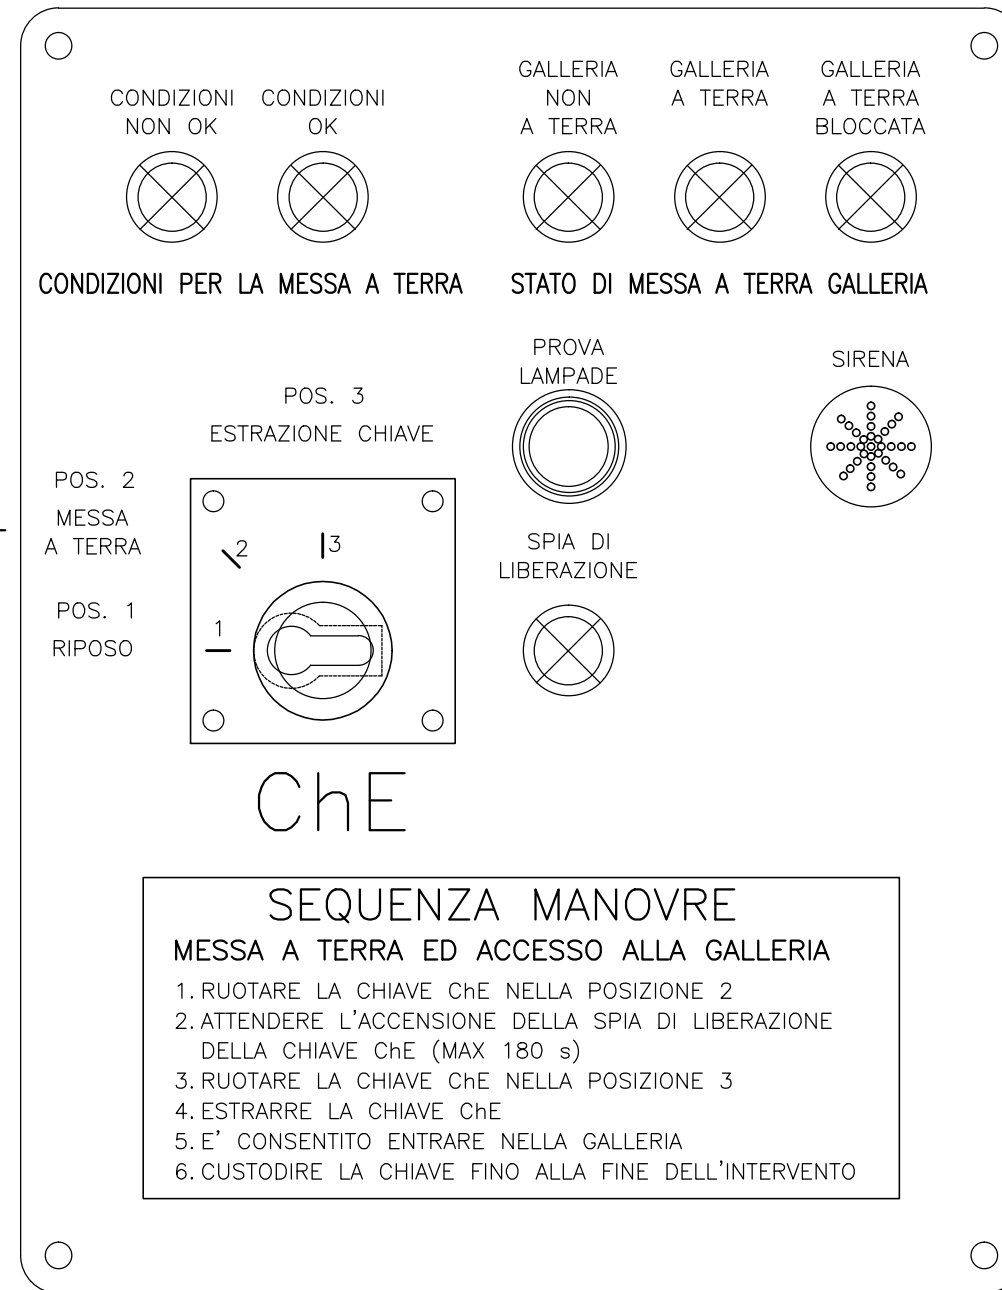 CONDIZIONI
NON OK
CONDIZIONI
OK
GALLERIA
NON
A TERRA
GALLERIA
A TERRA
GALLERIA
A TERRA
BLOCCATA
CONDIZIONI PER LA MESSA A TERRA
STATO DI MESSA A TERRA GALLERIA
PROVA
LAMPADE
SIRENA
POS. 3
ESTRAZIONE CHIAVE
POS. 2
MESSA
A TERRA
POS. 1
RIPOSO
2
3
1
SPIA DI
LIBERAZIONE
ChE
SEQUENZA MANOVRE
MESSA A TERRA ED ACCESSO ALLA GALLERIA
1. RUOTARE LA CHIAVE ChE NELLA POSIZIONE 2
2. ATTENDERE L'ACCENSIONE DELLA SPIA DI LIBERAZIONE
DELLA CHIAVE ChE (MAX 180 s)
3. RUOTARE LA CHIAVE ChE NELLA POSIZIONE 3
4. ESTRARRE LA CHIAVE ChE
5. E' CONSENTITO ENTRARE NELLA GALLERIA
6. CUSTODIRE LA CHIAVE FINO ALLA FINE DELL'INTERVENTO